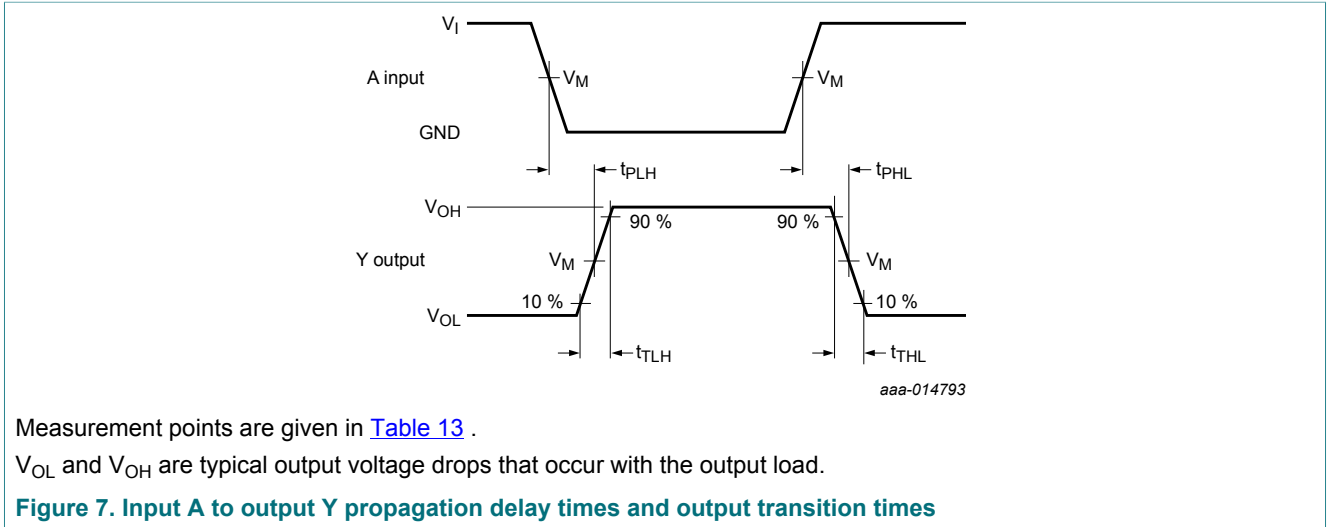 V_I
A input
V_M
V_M
GND
t_PLH
t_PHL
V_OH
90 %
90 %
Y output
V_M
V_M
10 %
10 %
V_OL
t_TLH
t_THL
aaa-014793
Measurement points are given in Table 13 .
V_OL and V_OH are typical output voltage drops that occur with the output load.
Figure 7. Input A to output Y propagation delay times and output transition times